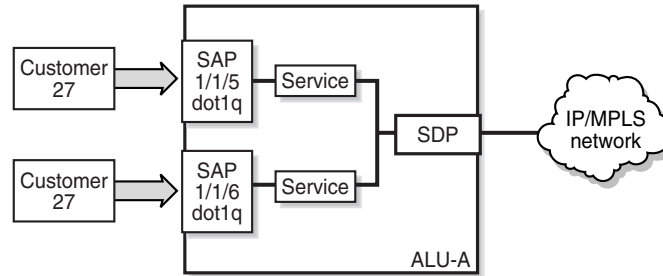 Customer
27
SAP
1/1/5
dot1q
Service
SDP
IP/MPLS
network
Customer
27
SAP
1/1/6
dot1q
Service
ALU-A